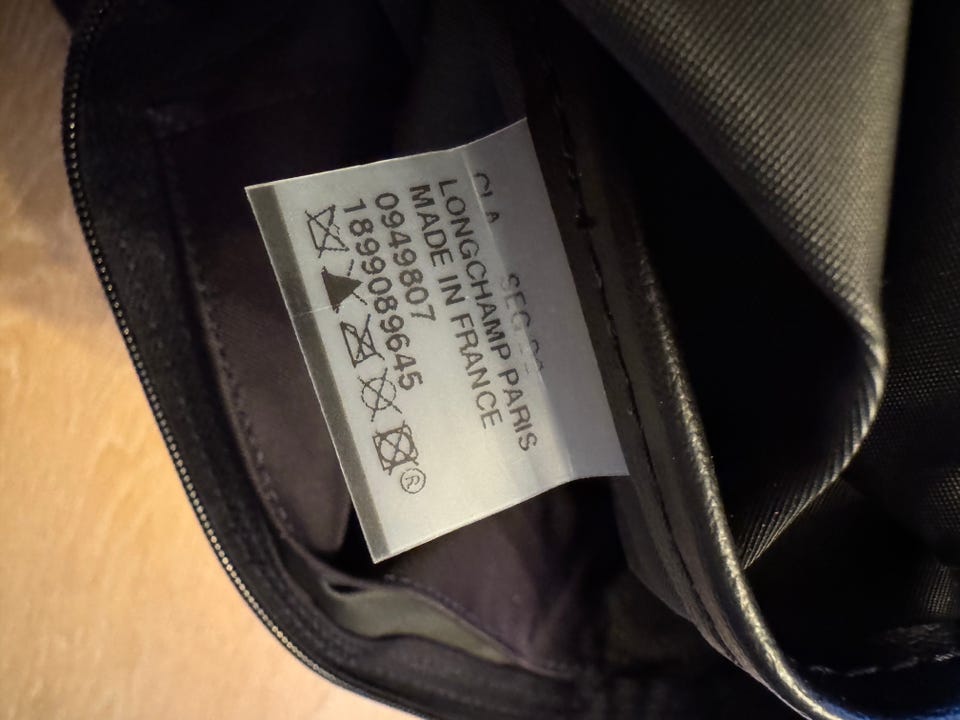 LONGCHAMP PARIS
MADE IN FRANCE
0949807
1899089645
®